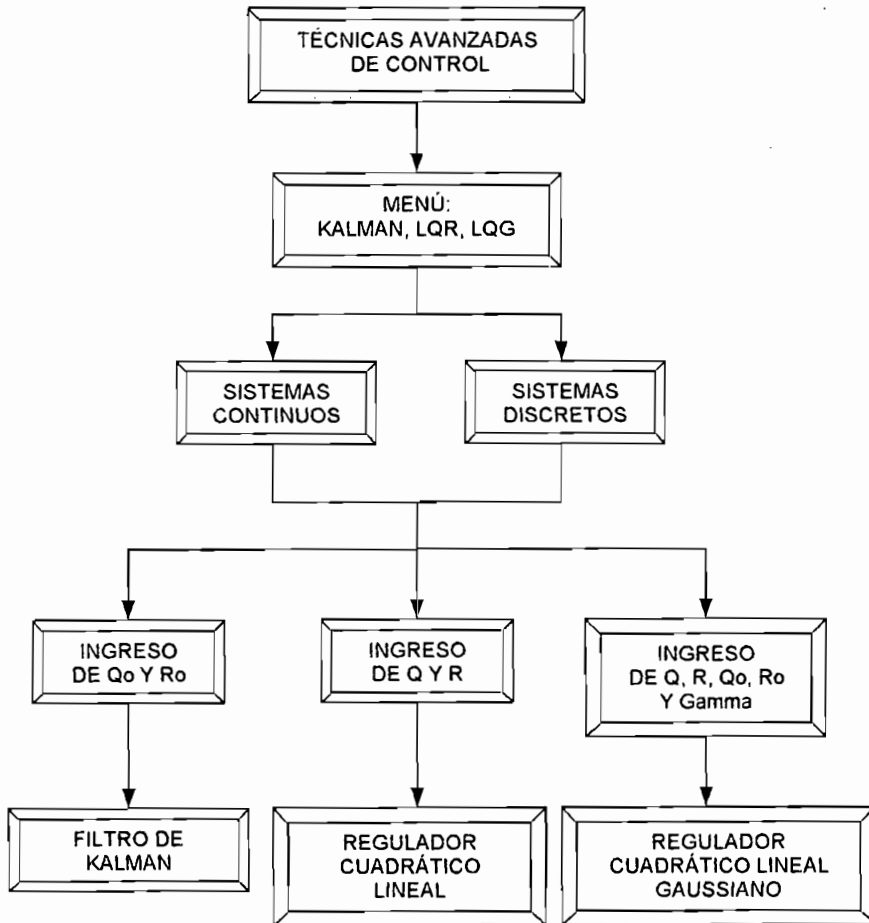 TÉCNICAS AVANZADAS
DE CONTROL
MENÚ:
KALMAN, LQR, LQG
SISTEMAS
CONTINUOS
SISTEMAS
DISCRETOS
INGRESO
DE Qo Y Ro
INGRESO
DE Q Y R
INGRESO
DE Q, R, Qo, Ro
Y Gamma
FILTRO DE
KALMAN
REGULADOR
CUADRÁTICO
LINEAL
REGULADOR
CUADRÁTICO LINEAL
GAUSSIANO